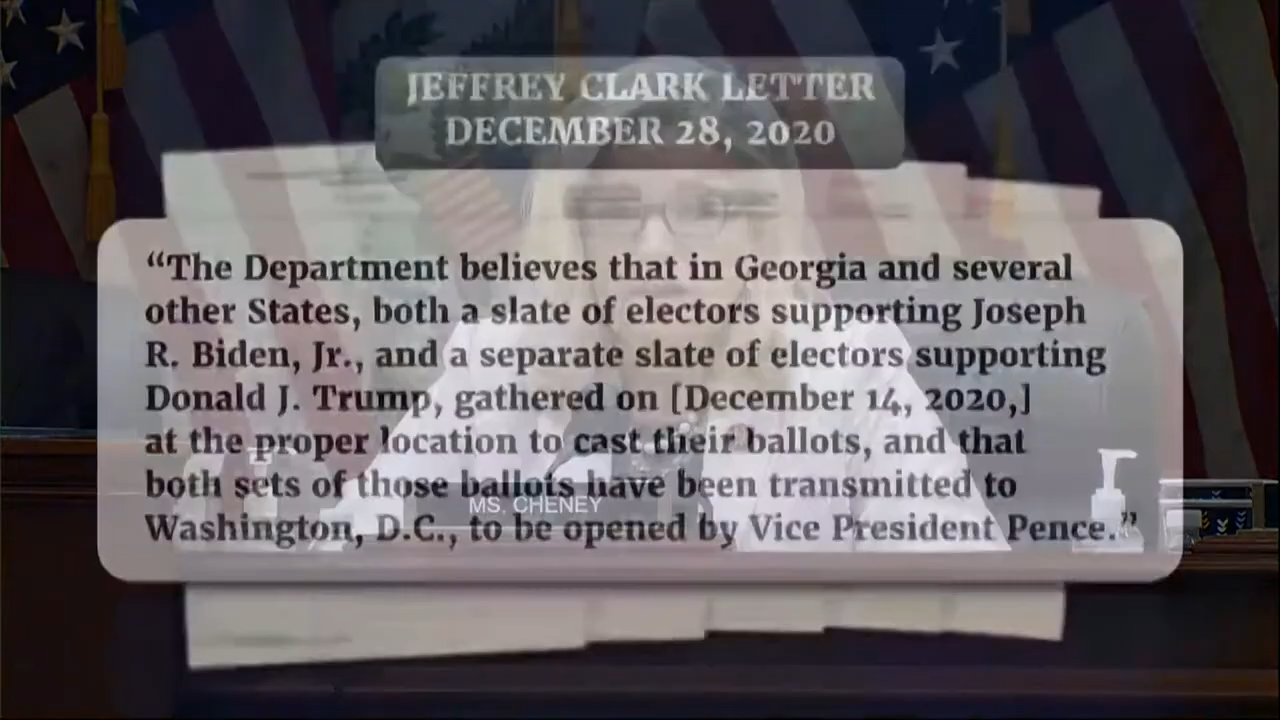 JEFFREY CLARK LETTER
DECEMBER 28, 2020
“The Department believes that in Georgia and several
other States, both a slate of electors supporting Joseph
R. Biden, Jr., and a separate slate of electors supporting
Donald J. Trump, gathered on [December 14, 2020,]
at the proper location to cast their ballots, and that
both sets of those ballots have been transmitted to
MS. CHENEY
Washington, D.C., to be opened by Vice President Pence.”